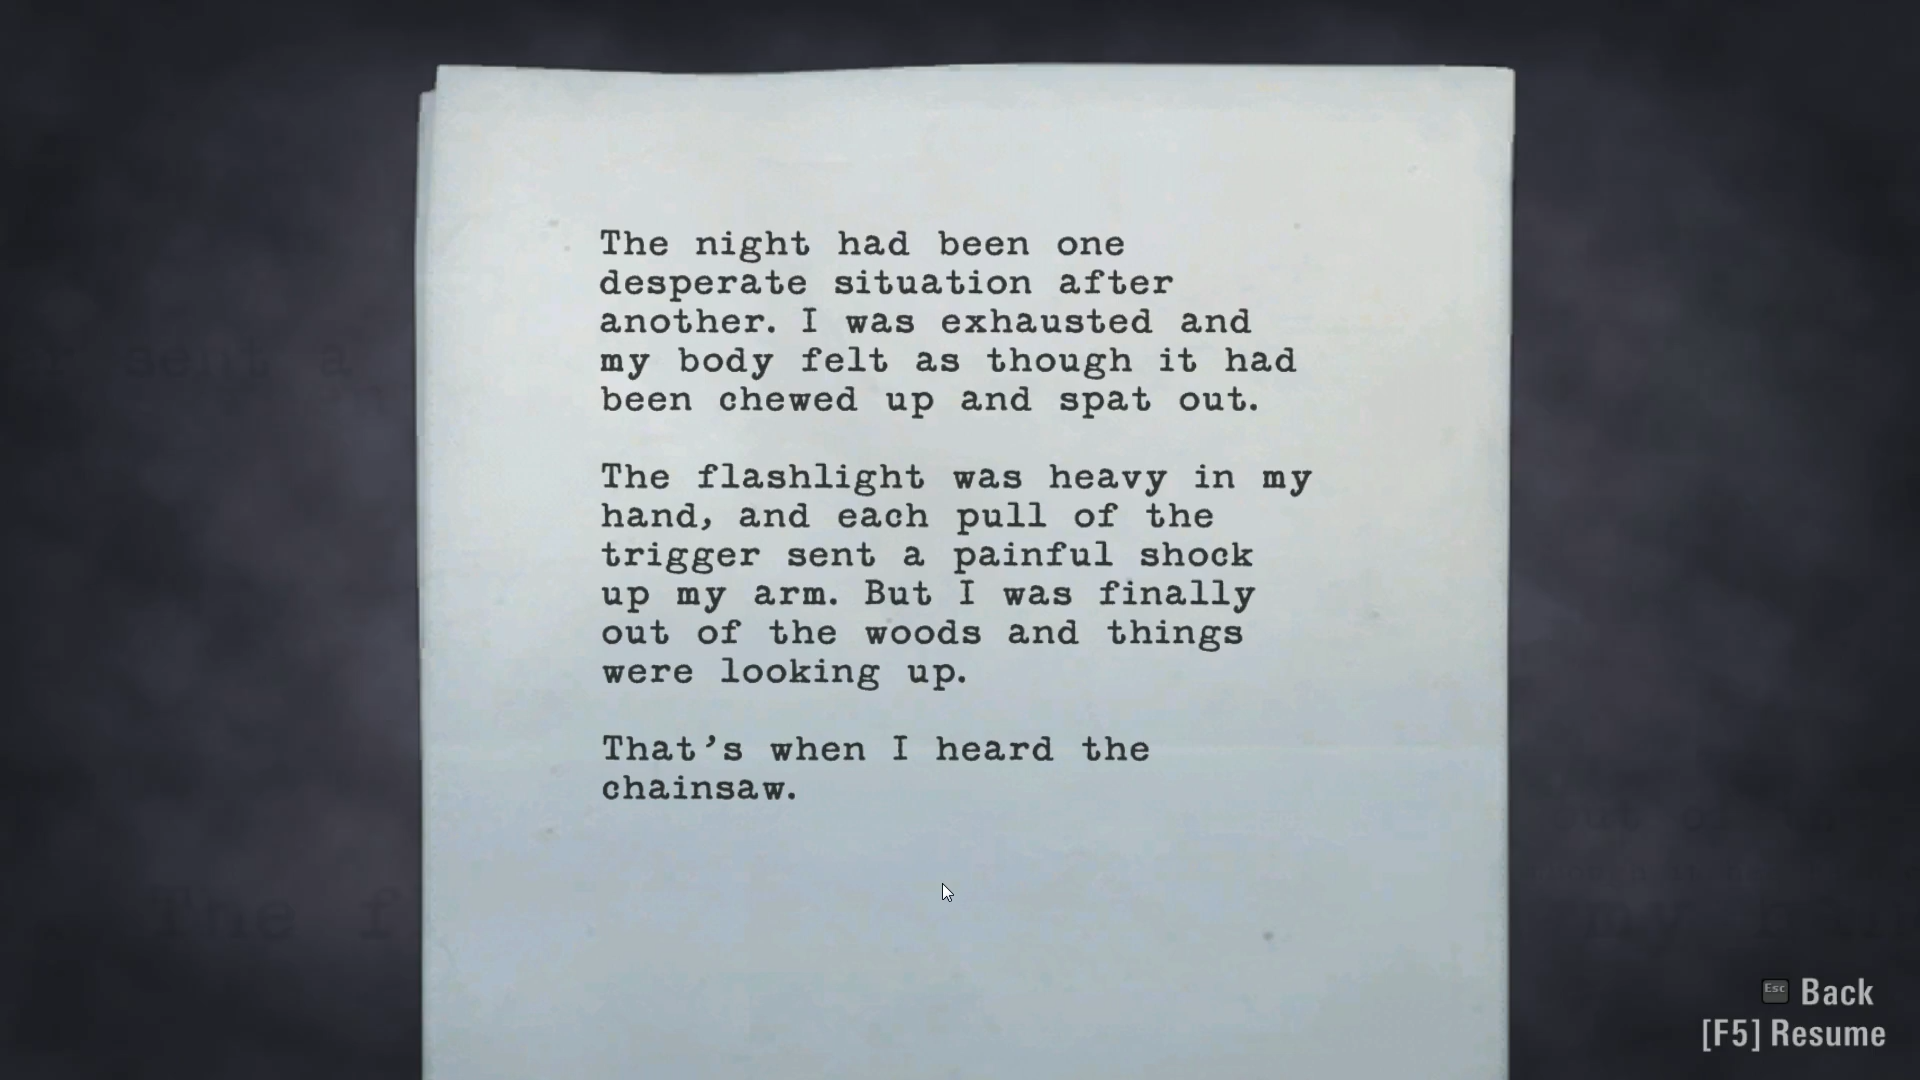 The night had been one
desperate situation after
another. I was exhausted and
my body felt as though it had
been chewed up and spat out.
The flashlight was heavy in my
hand, and each pull of the
trigger sent a painful shock
up my arm. But I was finally
out of the woods and things
were looking up.
That's when I heard the
chainsaw.
sent a
The f
Esc Back
[F5] Resume